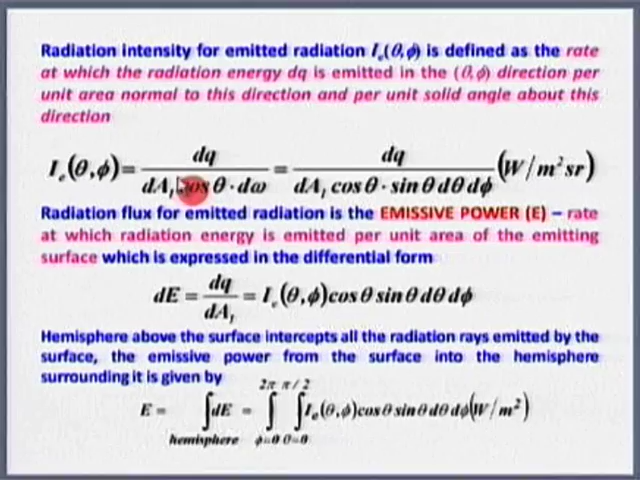 Radiation intensity for emitted radiation Iₑ(θ,ϕ) is defined as the rate
at which the radiation energy dq is emitted in the (θ,ϕ) direction per
unit area normal to this direction and per unit solid angle about this
direction
Iₑ(θ,ϕ) = dq / (dA₁cos θ · dω) = dq / (dA₁ cos θ · sin θ dθ dϕ) (W/m²sr)
Radiation flux for emitted radiation is the EMISSIVE POWER (E) – rate
at which radiation energy is emitted per unit area of the emitting
surface which is expressed in the differential form
dE = dq / dA₁ = Iₑ(θ,ϕ)cos θ sin θ dθ dϕ
Hemisphere above the surface intercepts all the radiation rays emitted by the
surface, the emissive power from the surface into the hemisphere
surrounding it is given by
2π π/2
E = ∫dE = ∫ ∫Iₑ(θ,ϕ)cos θ sin θ dθ dϕ(W/m²)
hemisphere ϕ=0 θ=0